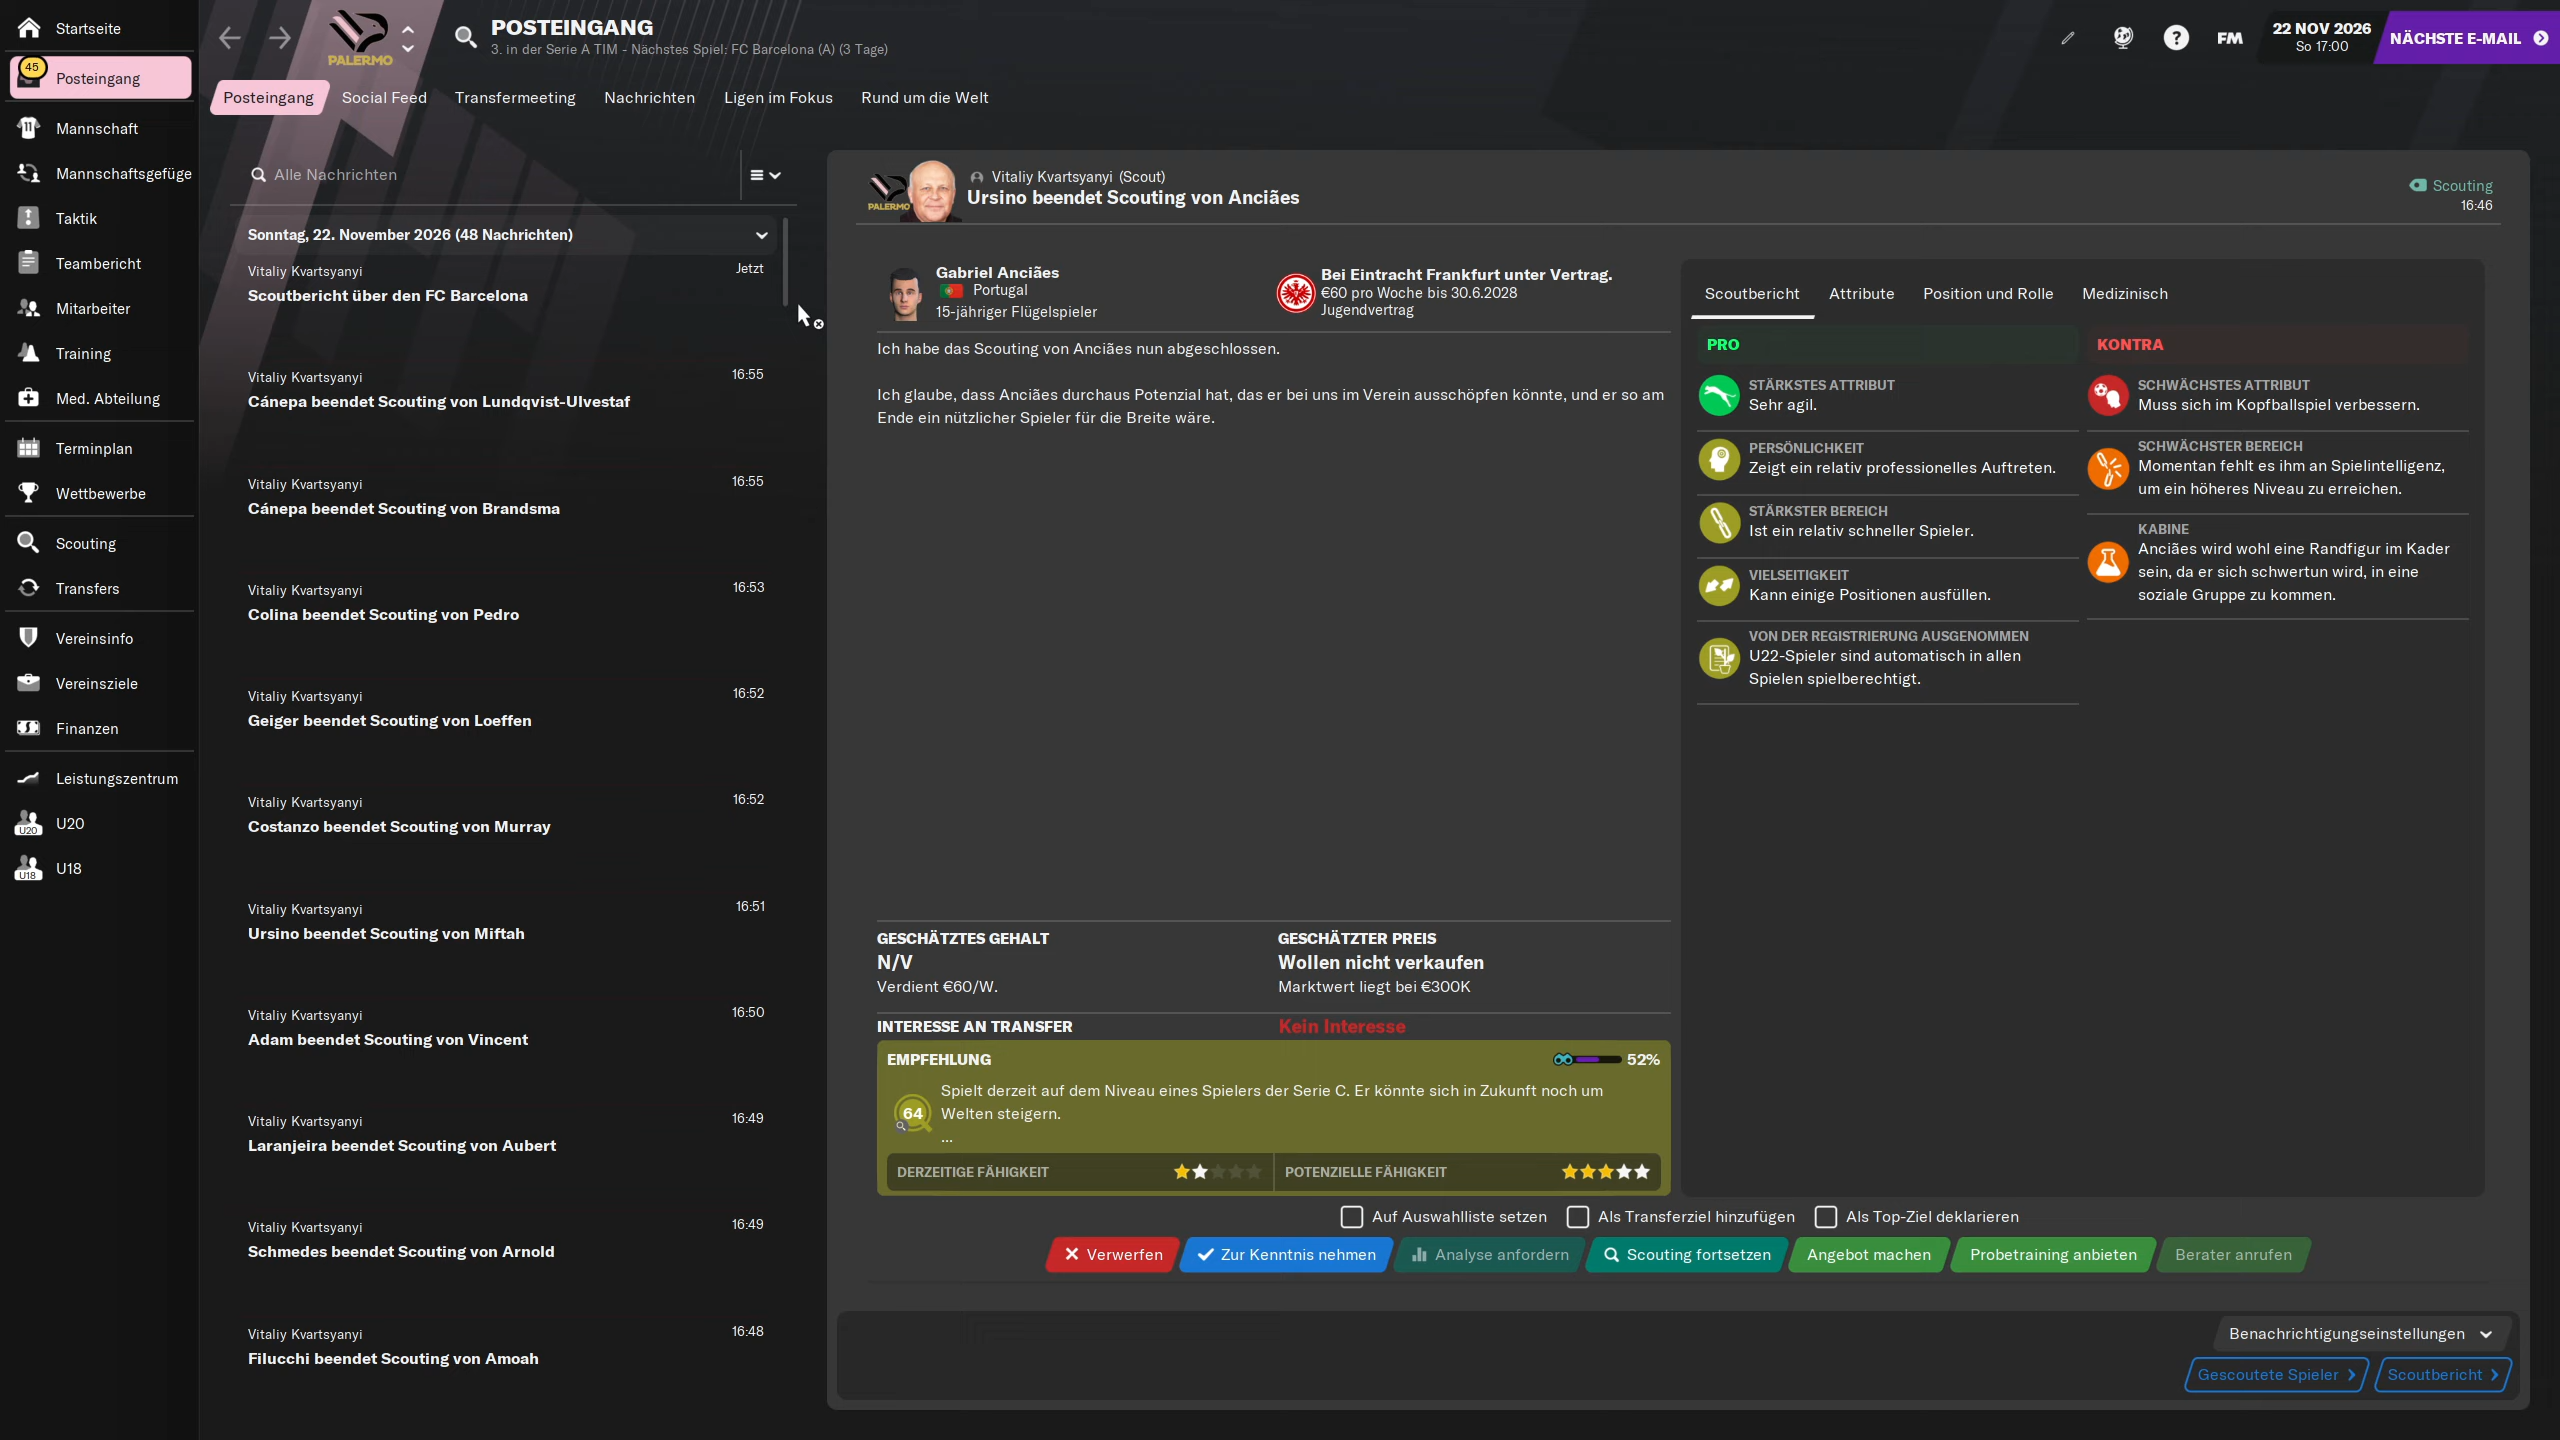 Startseite
45
Posteingang
Mannschaft
Mannschaftsgefüge
Taktik
Teambericht
Mitarbeiter
Training
Med. Abteilung
Terminplan
Wettbewerbe
Scouting
Transfers
Vereinsinfo
Vereinsziele
Finanzen
Leistungszentrum
U20
U20
U18
U18
PALERMO
POSTEINGANG
3. in der Serie A TIM - Nächstes Spiel: FC Barcelona (A) (3 Tage)
FM
22 NOV 2026
So 17:00
NÄCHSTE E-MAIL
Posteingang
Social Feed
Transfermeeting
Nachrichten
Ligen im Fokus
Rund um die Welt
Alle Nachrichten
Sonntag, 22. November 2026 (48 Nachrichten)
Vitaliy Kvartsyanyi
Jetzt
Scoutbericht über den FC Barcelona
Vitaliy Kvartsyanyi
16:55
Cánepa beendet Scouting von Lundqvist-Ulvestaf
Vitaliy Kvartsyanyi
16:55
Cánepa beendet Scouting von Brandsma
Vitaliy Kvartsyanyi
16:53
Colina beendet Scouting von Pedro
Vitaliy Kvartsyanyi
16:52
Geiger beendet Scouting von Loeffen
Vitaliy Kvartsyanyi
16:52
Costanzo beendet Scouting von Murray
Vitaliy Kvartsyanyi
16:51
Ursino beendet Scouting von Miftah
Vitaliy Kvartsyanyi
16:50
Adam beendet Scouting von Vincent
Vitaliy Kvartsyanyi
16:49
Laranjeira beendet Scouting von Aubert
Vitaliy Kvartsyanyi
16:49
Schmedes beendet Scouting von Arnold
Vitaliy Kvartsyanyi
16:48
Filucchi beendet Scouting von Amoah
PALERMO
Vitaliy Kvartsyanyi (Scout)
Ursino beendet Scouting von Anciães
Scouting
16:46
Gabriel Anciães
Portugal
15-jähriger Flügelspieler
Bei Eintracht Frankfurt unter Vertrag.
€60 pro Woche bis 30.6.2028
Jugendvertrag
Ich habe das Scouting von Anciães nun abgeschlossen.
Ich glaube, dass Anciães durchaus Potenzial hat, das er bei uns im Verein ausschöpfen könnte, und er so am
Ende ein nützlicher Spieler für die Breite wäre.
GESCHÄTZTES GEHALT
N/V
Verdient €60/W.
GESCHÄTZTER PREIS
Wollen nicht verkaufen
Marktwert liegt bei €300K
INTERESSE AN TRANSFER
Kein Interesse
EMPFEHLUNG
52%
64
Spielt derzeit auf dem Niveau eines Spielers der Serie C. Er könnte sich in Zukunft noch um
Welten steigern.
...
DERZEITIGE FÄHIGKEIT
POTENZIELLE FÄHIGKEIT
Scoutbericht
Attribute
Position und Rolle
Medizinisch
PRO
STÄRKSTES ATTRIBUT
Sehr agil.
PERSÖNLICHKEIT
Zeigt ein relativ professionelles Auftreten.
STÄRKSTER BEREICH
Ist ein relativ schneller Spieler.
VIELSEITIGKEIT
Kann einige Positionen ausfüllen.
VON DER REGISTRIERUNG AUSGENOMMEN
U22-Spieler sind automatisch in allen
Spielen spielberechtigt.
KONTRA
SCHWÄCHSTES ATTRIBUT
Muss sich im Kopfballspiel verbessern.
SCHWÄCHSTER BEREICH
Momentan fehlt es ihm an Spielintelligenz,
um ein höheres Niveau zu erreichen.
KABINE
Anciães wird wohl eine Randfigur im Kader
sein, da er sich schwertun wird, in eine
soziale Gruppe zu kommen.
Auf Auswahlliste setzen
Als Transferziel hinzufügen
Als Top-Ziel deklarieren
Verwerfen
Zur Kenntnis nehmen
Analyse anfordern
Scouting fortsetzen
Angebot machen
Probetraining anbieten
Berater anrufen
Benachrichtigungseinstellungen
Gescoutete Spieler
Scoutbericht